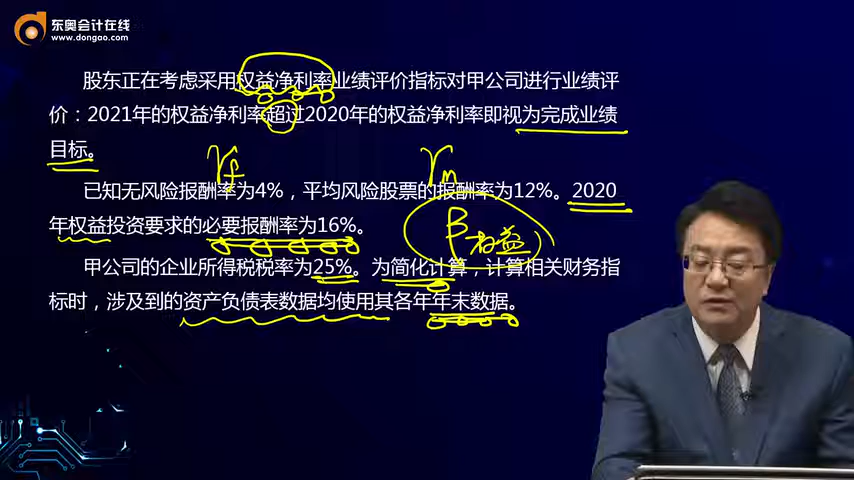 东奥会计在线
www.dongao.com
股东正在考虑采用权益净利率业绩评价指标对甲公司进行业绩评
价：2021年的权益净利率超过2020年的权益净利率即视为完成业绩
目标。
rf
rm
已知无风险报酬率为4%，平均风险股票的报酬率为12%。2020
年权益投资要求的必要报酬率为16%。
β权益
甲公司的企业所得税税率为25%。为简化计算，计算相关财务指
标时，涉及到的资产负债表数据均使用其各年年末数据。